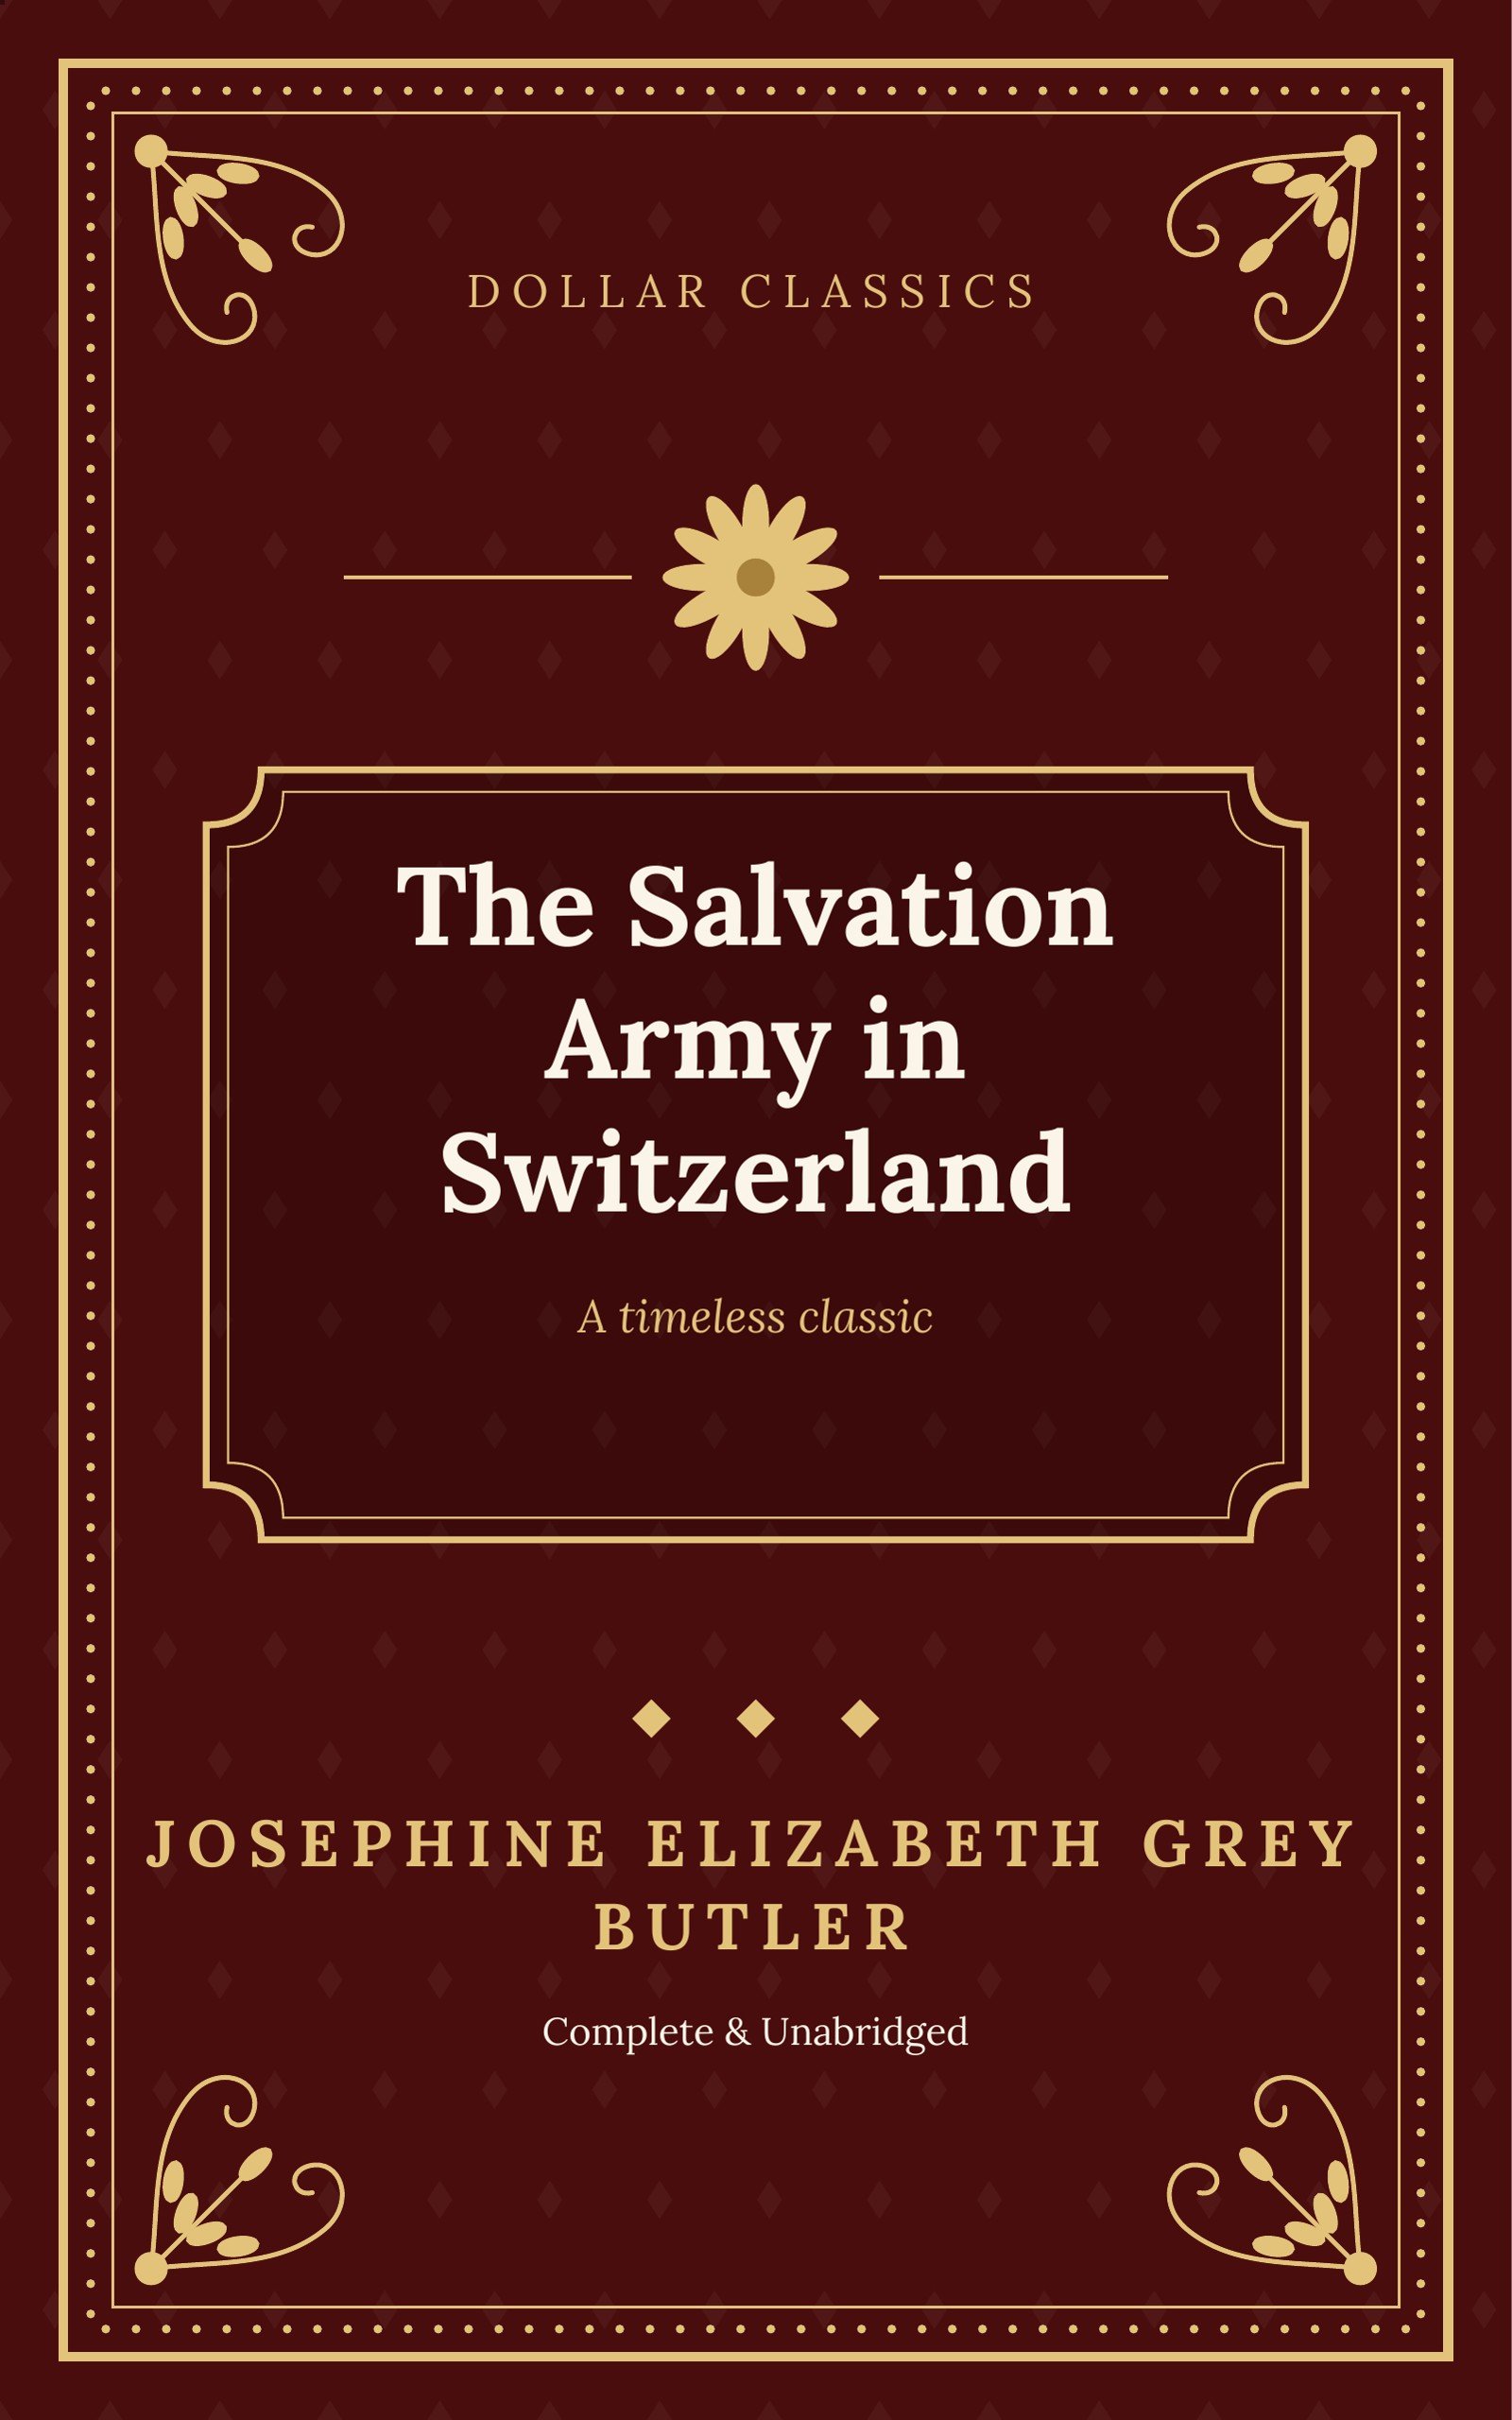 DOLLAR CLASSICS
The Salvation
Army in
Switzerland
A timeless classic
JOSEPHINE ELIZABETH GREY
BUTLER
Complete & Unabridged